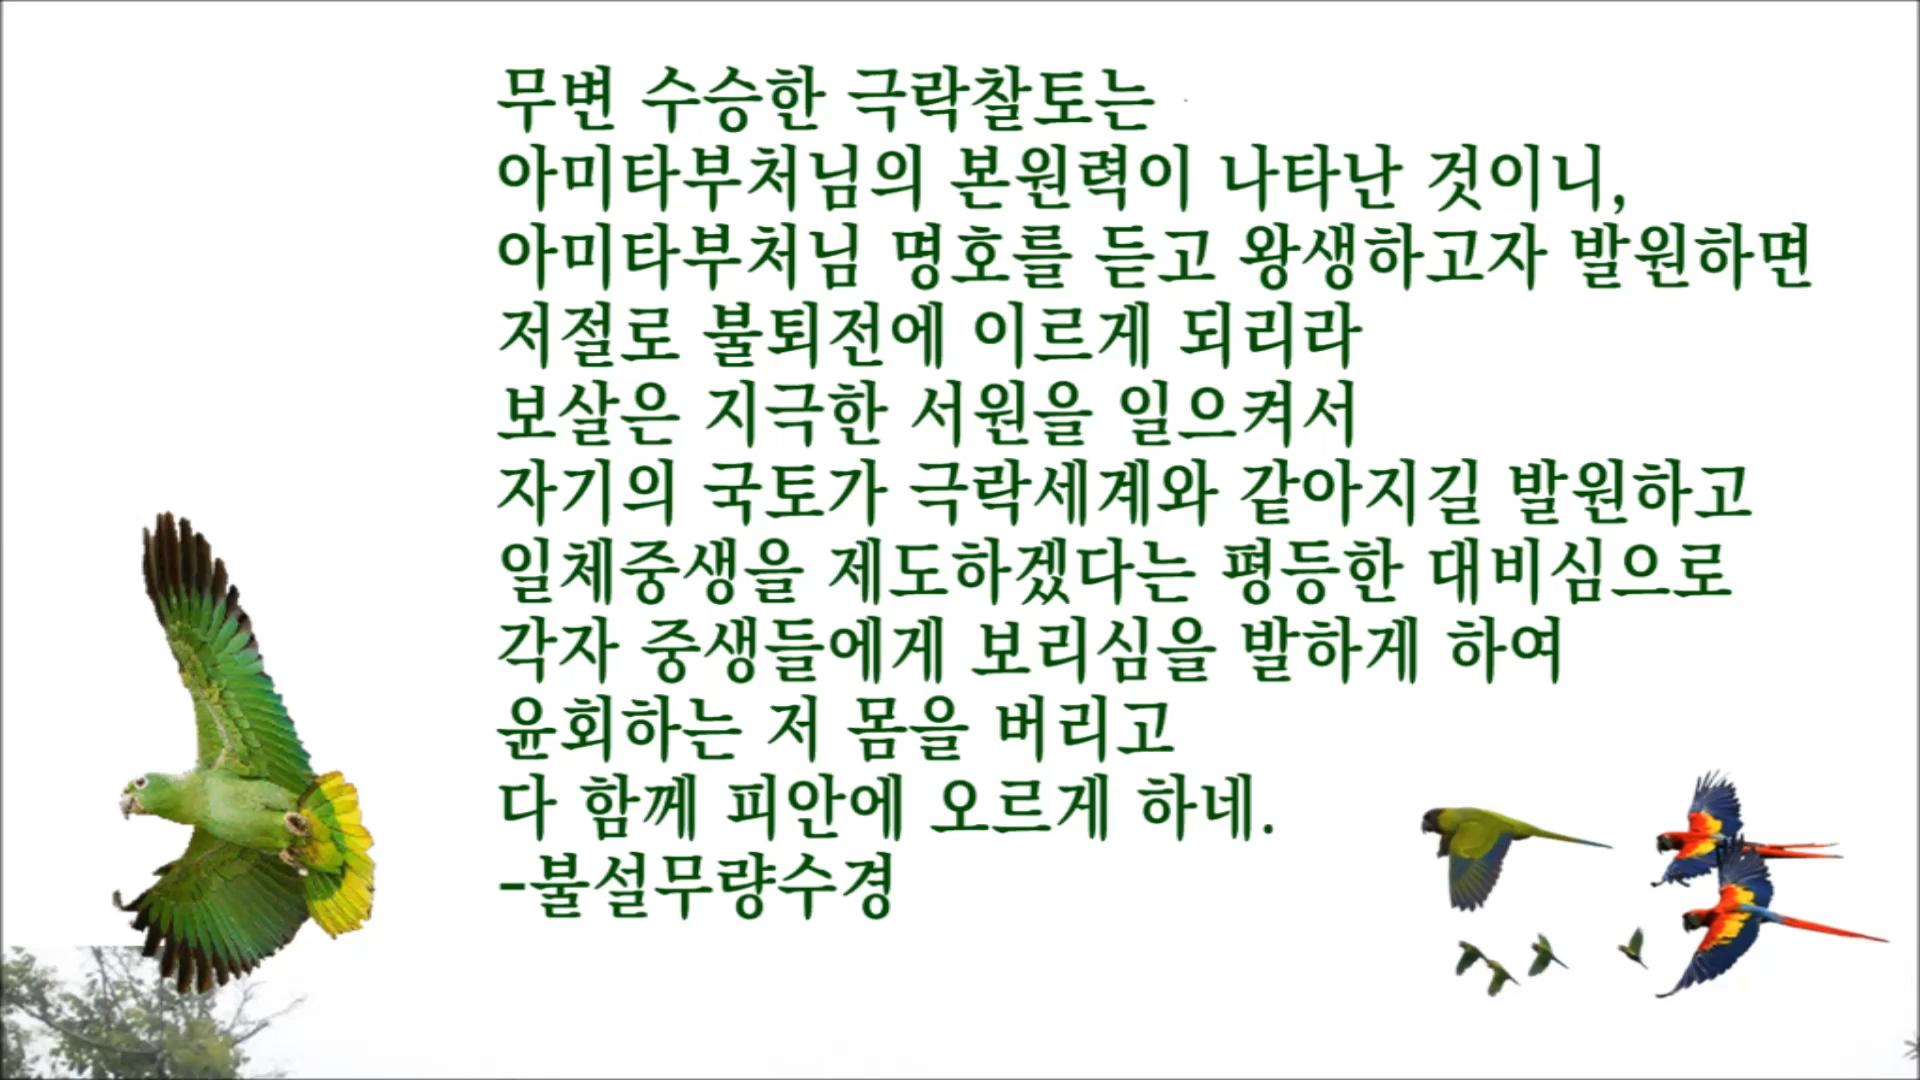 무변 수승한 극락찰토는
아미타부처님의 본원력이 나타난 것이니,
아미타부처님 명호를 듣고 왕생하고자 발원하면
저절로 불퇴전에 이르게 되리라
보살은 지극한 서원을 일으켜서
자기의 국토가 극락세계와 같아지길 발원하고
일체중생을 제도하겠다는 평등한 대비심으로
각자 중생들에게 보리심을 발하게 하여
윤회하는 저 몸을 버리고
다 함께 피안에 오르게 하네.
-불설무량수경